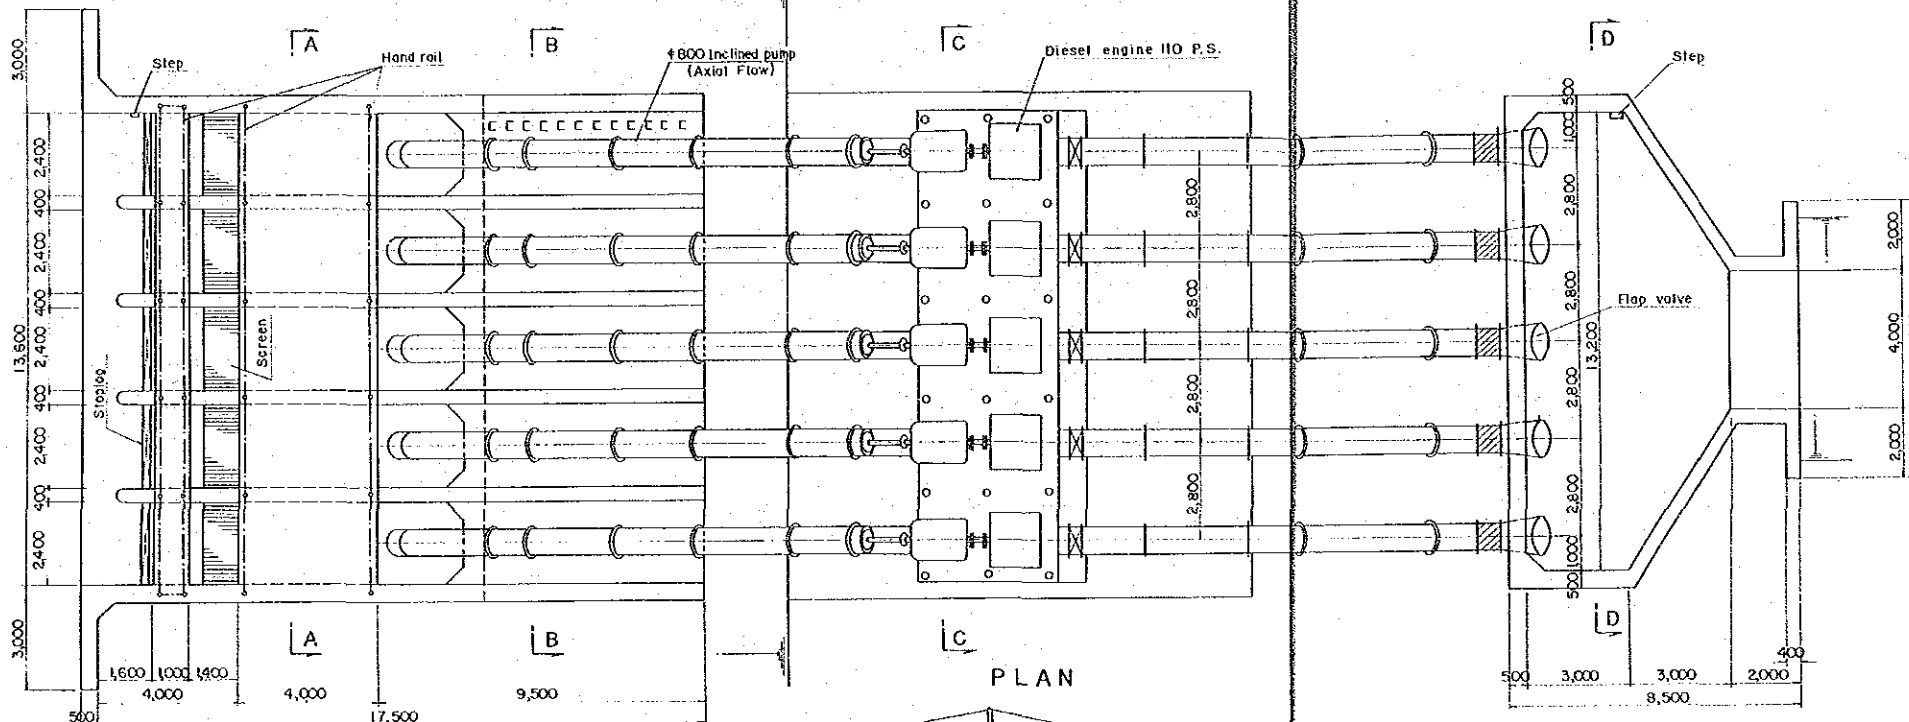 A
B
C
D
Step
Hand rail
ϕ800 Inclined pump
(Axial Flow)
Diesel engine 110 P.S.
Step
3,000
2,400
400
2,400
400
2,400
400
2,400
400
2,400
13,600
3,000
Stoplog
Screen
2,800
2,800
2,800
2,800
500
1,000
2,800
2,800
13,200
2,800
2,800
1,000
500
Flap valve
2,000
4,000
2,000
A
B
C
D
PLAN
1,600
1,000
1,400
4,000
4,000
9,500
500
17,500
400
500
3,000
3,000
2,000
8,500